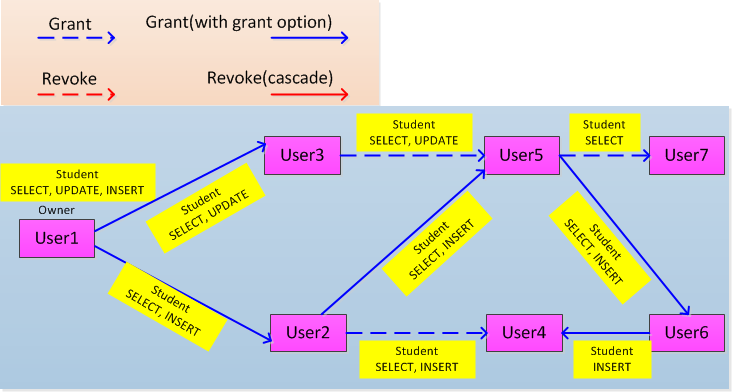 Grant
Grant(with grant option)
Revoke
Revoke(cascade)
Student
SELECT, UPDATE, INSERT
Owner
User1
Student
SELECT, UPDATE
User3
Student
SELECT, UPDATE
User5
Student
SELECT
User7
Student
SELECT, INSERT
User2
Student
SELECT, INSERT
Student
SELECT, INSERT
User4
Student
SELECT, INSERT
User6
Student
INSERT